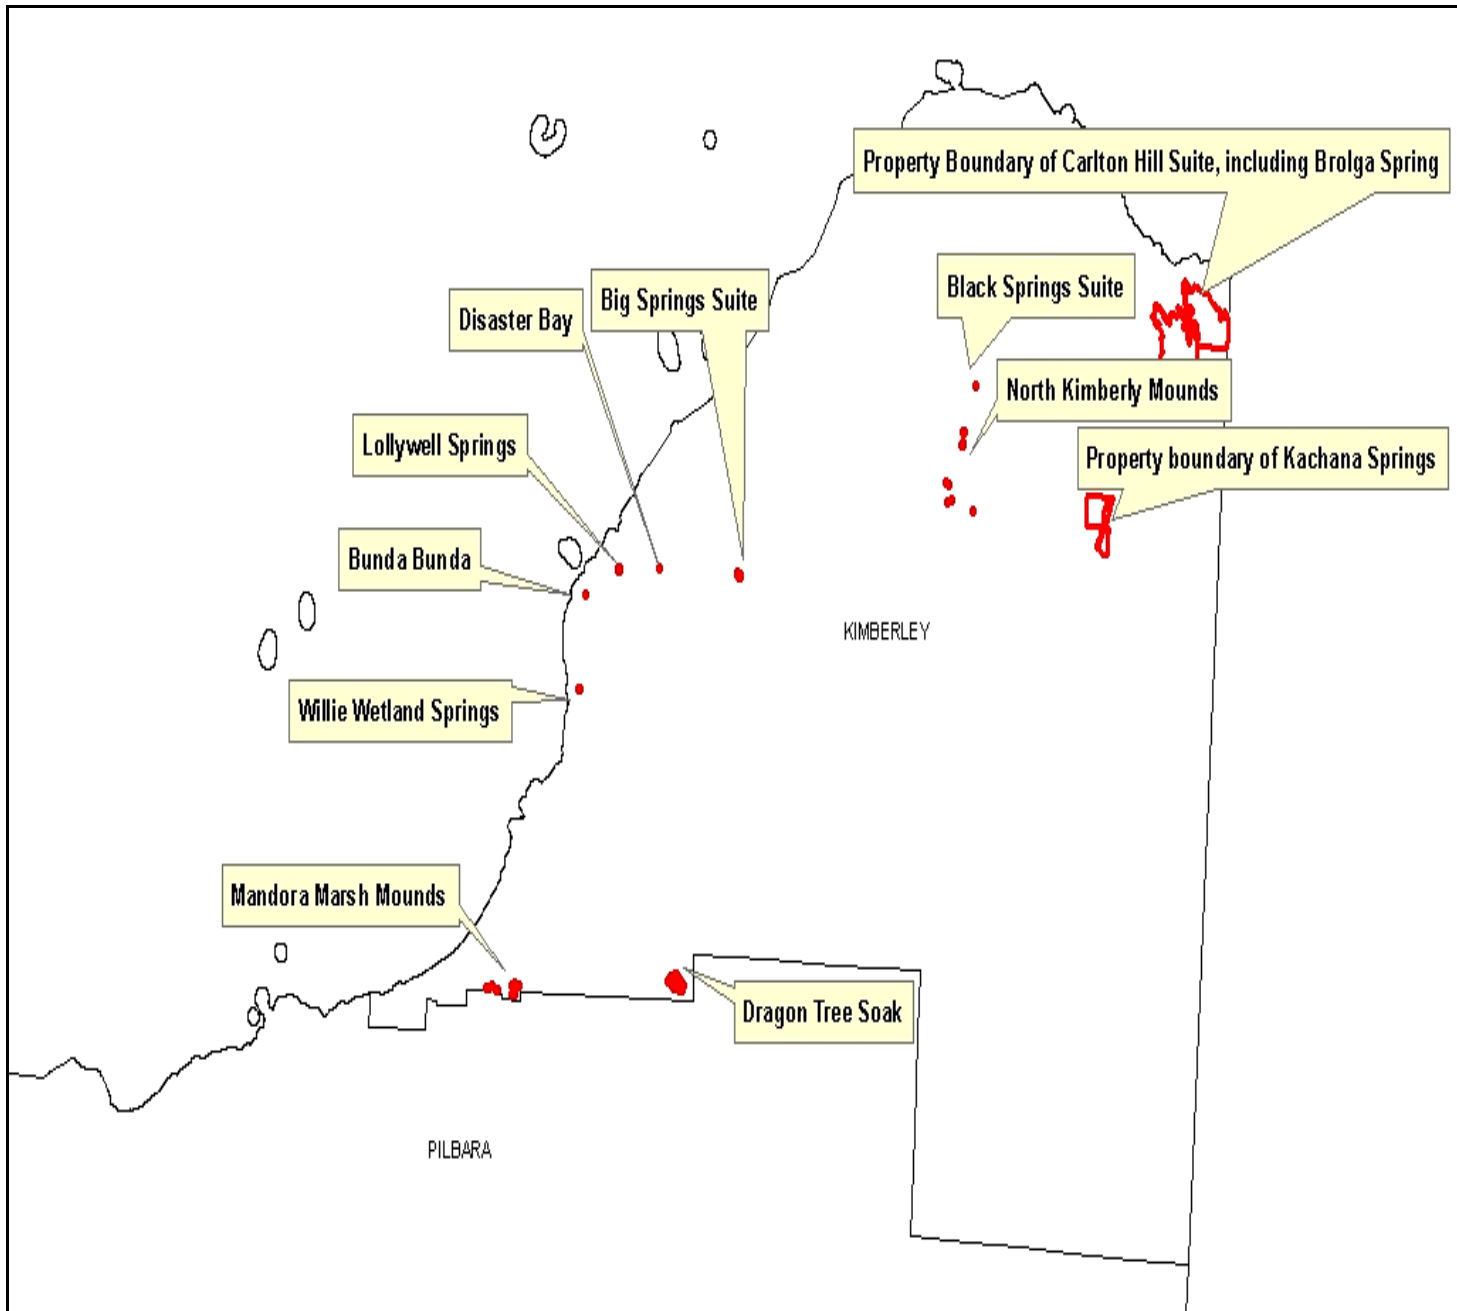 Property Boundary of Carlton Hill Suite, including Brolga Spring
Black Springs Suite
Big Springs Suite
Disaster Bay
North Kimberly Mounds
Lollywell Springs
Property boundary of Kachana Springs
Bunda Bunda
KIMBERLEY
Willie Wetland Springs
Mandora Marsh Mounds
Dragon Tree Soak
PILBARA